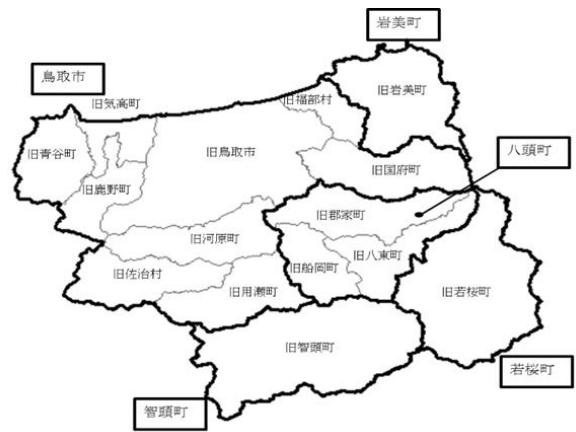 岩美町
鳥取市
旧気高町
旧福部村
旧岩美町
旧青谷町
旧鳥取市
八頭町
旧国府町
旧鹿野町
旧郡家町
旧河原町
旧八東町
旧佐治村
旧船岡町
旧用瀬町
旧若桜町
旧智頭町
若桜町
智頭町